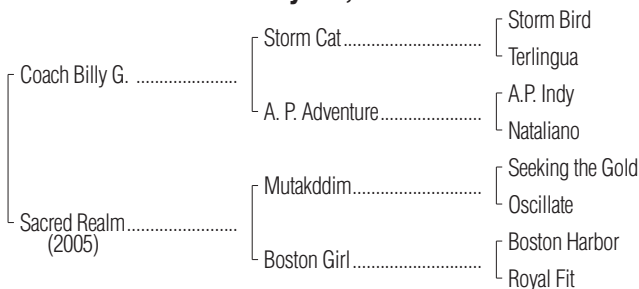 Storm Bird
Storm Cat
Terlingua
Coach Billy G.
A.P. Indy
A. P. Adventure
Nataliano
Seeking the Gold
Mutakddim
Oscillate
Sacred Realm
(2005)
Boston Harbor
Boston Girl
Royal Fit